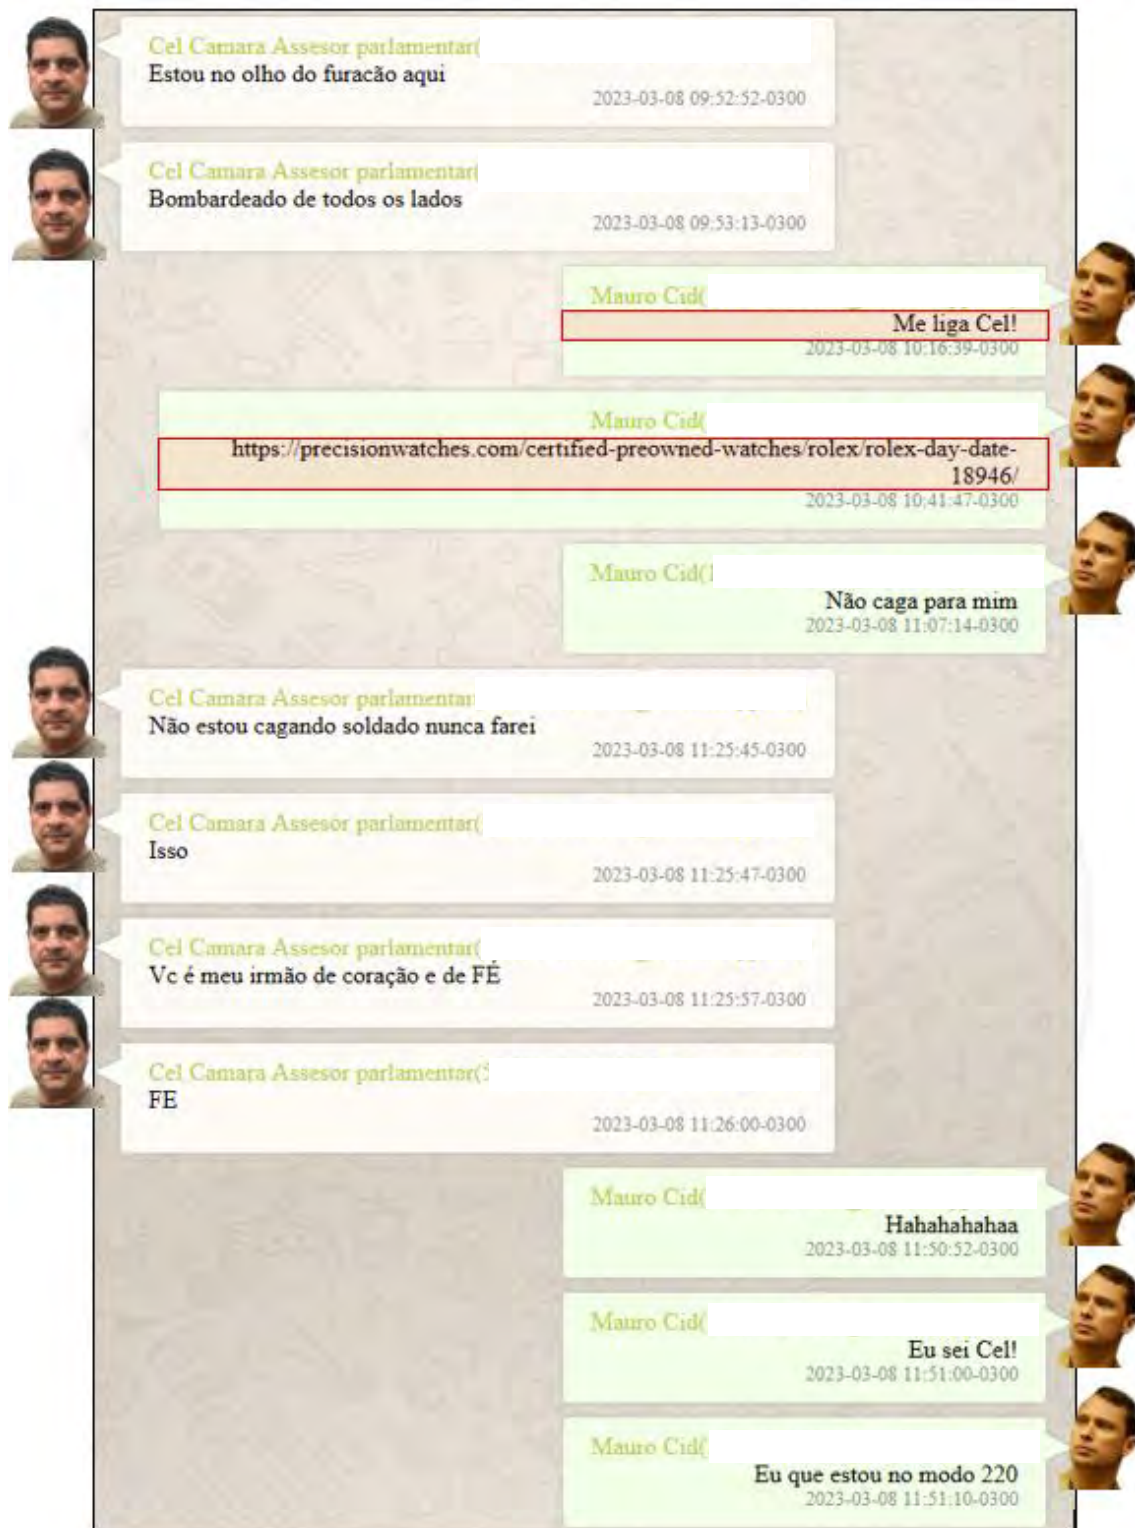 Cel Camara Assesor parlamentar(
Estou no olho do furacão aqui
2023-03-08 09:52:52-0300
Cel Camara Assesor parlamentar(
Bombardeado de todos os lados
2023-03-08 09:53:13-0300
Mauro Cid(
Me liga Cel!
2023-03-08 10:16:39-0300
Mauro Cid(
https://precisionwatches.com/certified-preowned-watches/rolex/rolex-day-date-
18946/
2023-03-08 10:41:47-0300
Mauro Cid(
Não caga para mim
2023-03-08 11:07:14-0300
Cel Camara Assesor parlamentar
Não estou cagando soldado nunca farei
2023-03-08 11:25:45-0300
Cel Camara Assesor parlamentar(
Isso
2023-03-08 11:25:47-0300
Cel Camara Assesor parlamentar(
Vc é meu irmão de coração e de FÉ
2023-03-08 11:25:57-0300
Cel Camara Assesor parlamentar(
FE
2023-03-08 11:26:00-0300
Mauro Cid(
Hahahahahaa
2023-03-08 11:50:52-0300
Mauro Cid(
Eu sei Cel!
2023-03-08 11:51:00-0300
Mauro Cid(
Eu que estou no modo 220
2023-03-08 11:51:10-0300